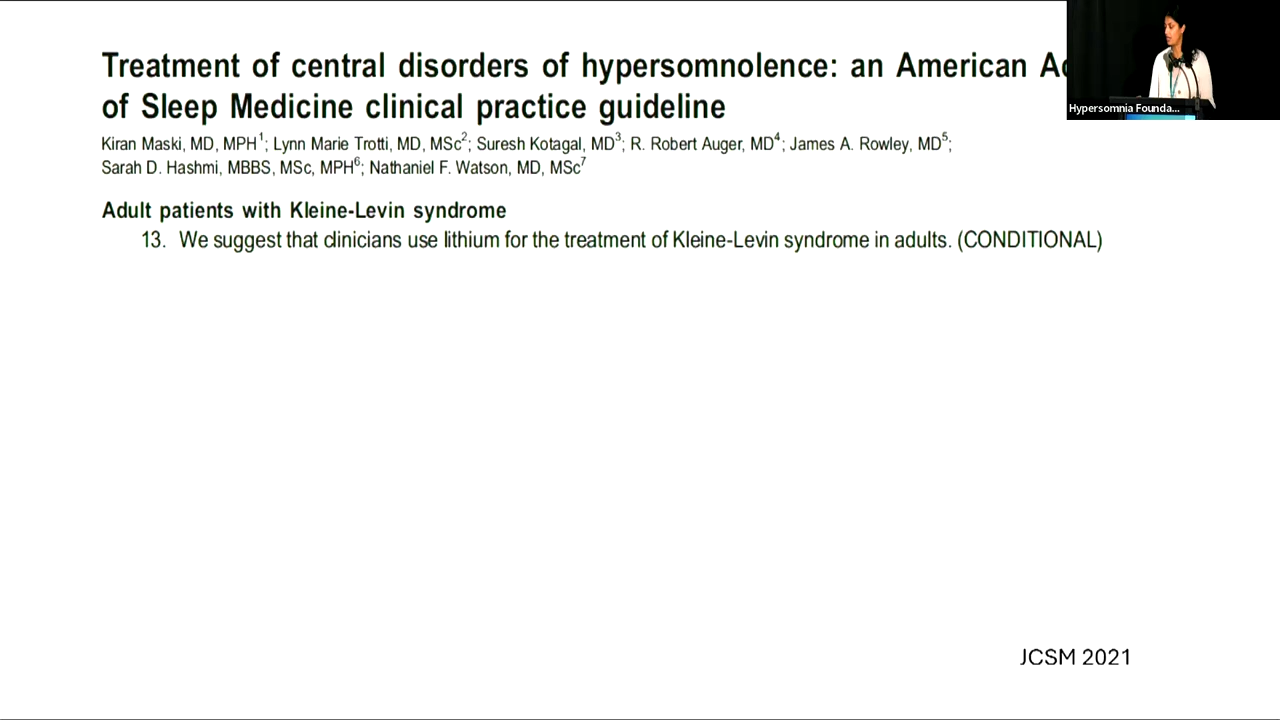 Treatment of central disorders of hypersomnolence: an American
of Sleep Medicine clinical practice guideline
Kiran Maski, MD, MPH1; Lynn Marie Trotti, MD, MSc2; Suresh Kotagal, MD3; R. Robert Auger, MD4; James A. Rowley, MD5;
Sarah D. Hashmi, MBBS, MSc, MPH6; Nathaniel F. Watson, MD, MSc7
Hypersomnia Founda...
Adult patients with Kleine-Levin syndrome
13. We suggest that clinicians use lithium for the treatment of Kleine-Levin syndrome in adults. (CONDITIONAL)
JCSM 2021